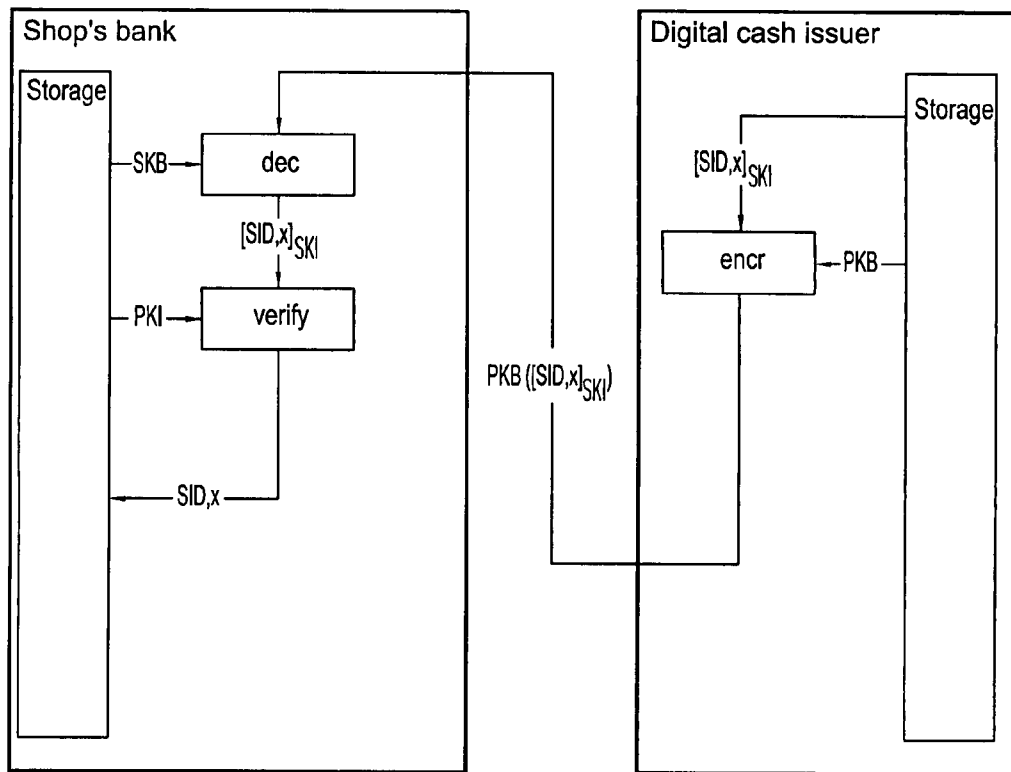 Shop's bank
Storage
SKB
dec
[SID,x]SKI
PKI
verify
SID,x
PKB([SID,x]SKI)
Digital cash issuer
Storage
[SID,x]SKI
encr
PKB